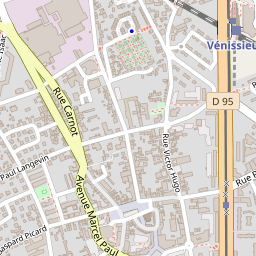 Vénissieu
Rue Carnot
D 95
Rue Victor Hugo
Paul Langevin
Avenue Marcel Paul
Gaspard Picard
Rue